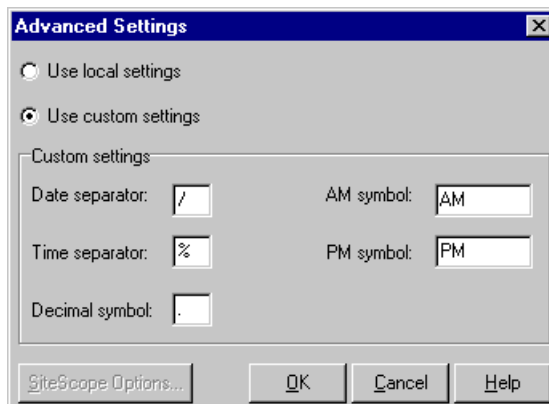 Advanced Settings
Use local settings
Use custom settings
Custom settings
Date separator: / AM symbol: AM
Time separator: % PM symbol: PM
Decimal symbol: .
SiteScope Options... OK Cancel Help